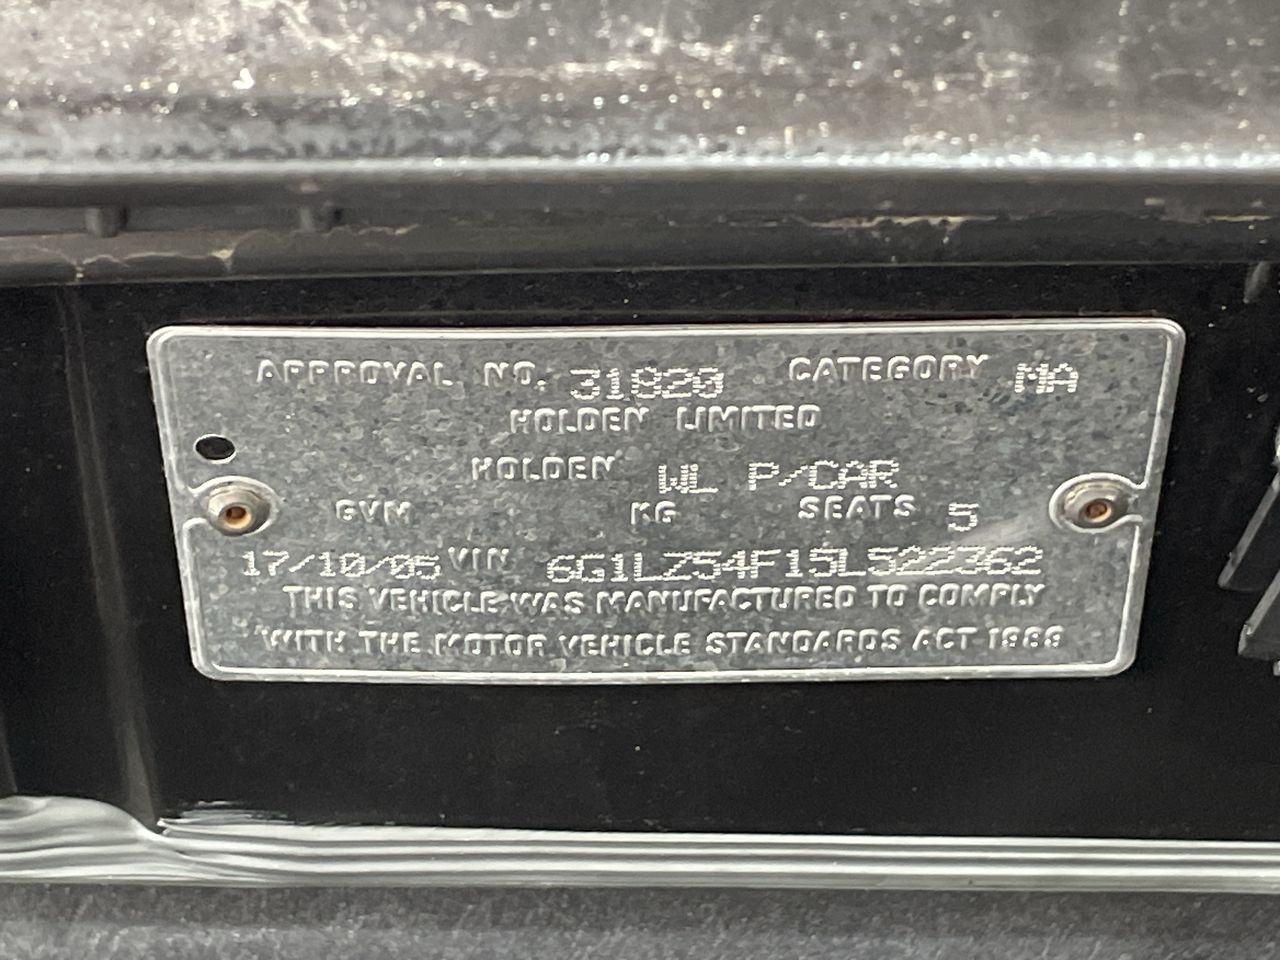 APPROVAL NO. 31820 CATEGORY MA
HOLDEN LIMITED
HOLDEN WL P/CAR
GVM KG SEATS 5
17/10/05 VIN 6G1LZ54F15L522362
THIS VEHICLE WAS MANUFACTURED TO COMPLY
WITH THE MOTOR VEHICLE STANDARDS ACT 1989